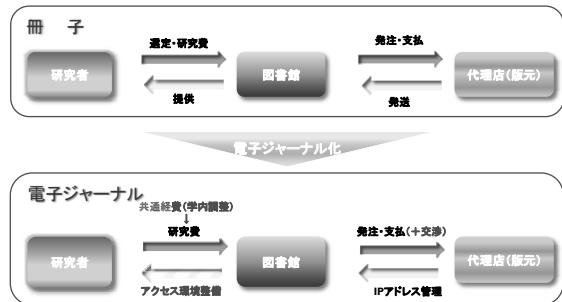 冊　子
選定・研究費
発注・支払
研究者
図書館
代理店(版元)
提供
発送
電子ジャーナル化
電子ジャーナル
共通経費(学内調整)
↓
研究費
発注・支払(＋交渉)
研究者
図書館
代理店(版元)
アクセス環境整備
IPアドレス管理